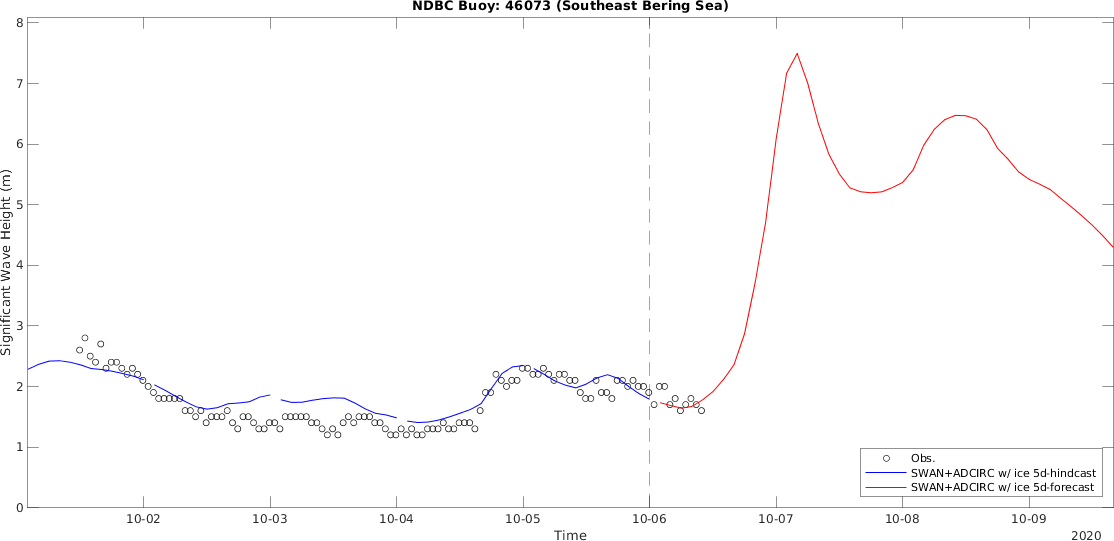 NDBC Buoy: 46073 (Southeast Bering Sea)
8
7
6
5
4
3
2
1
0
Significant Wave Height (m)
Obs.
SWAN+ADCIRC w/ ice 5d-hindcast
SWAN+ADCIRC w/ ice 5d-forecast
10-02 10-03 10-04 10-05 10-06 10-07 10-08 10-09
Time
2020